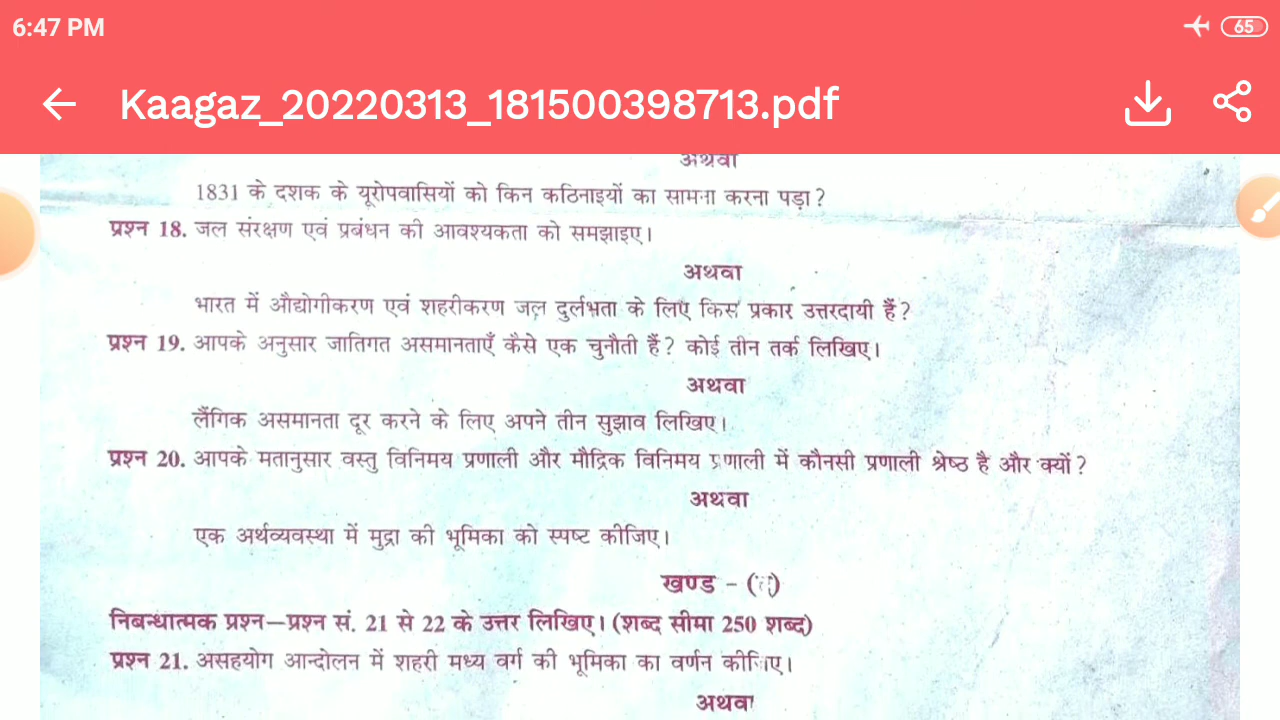 6:47 PM
65
Kaagaz_20220313_181500398713.pdf
अथवा
1831 के दशक के यूरोपवासियों को किन कठिनाइयों का सामना करना पड़ा?
प्रश्न 18. जल संरक्षण एवं प्रबंधन की आवश्यकता को समझाइए।
अथवा
भारत में औद्योगीकरण एवं शहरीकरण जल दुर्लभता के लिए किस प्रकार उत्तरदायी हैं?
प्रश्न 19. आपके अनुसार जातिगत असमानताएँ कैसे एक चुनौती हैं? कोई तीन तर्क लिखिए।
अथवा
लैंगिक असमानता दूर करने के लिए अपने तीन सुझाव लिखिए।
प्रश्न 20. आपके मतानुसार वस्तु विनिमय प्रणाली और मौद्रिक विनिमय प्रणाली में कौनसी प्रणाली श्रेष्ठ है और क्यों?
अथवा
एक अर्थव्यवस्था में मुद्रा की भूमिका को स्पष्ट कीजिए।
खण्ड -
निबन्धात्मक प्रश्न–प्रश्न सं. 21 से 22 के उत्तर लिखिए। (शब्द सीमा 250 शब्द)
प्रश्न 21. असहयोग आन्दोलन में शहरी मध्य वर्ग की भूमिका का वर्णन कीजिए।
अथवा